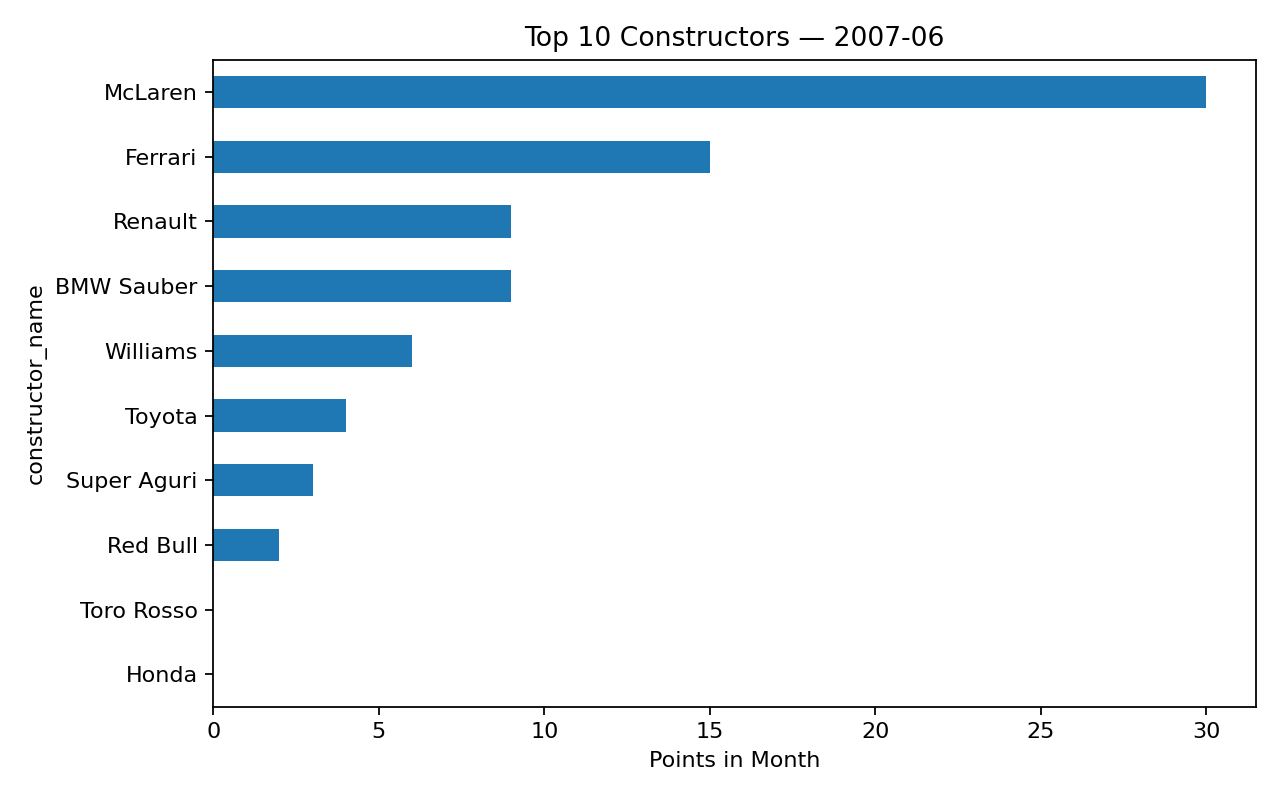 Top 10 Constructors — 2007-06
constructor_name
McLaren
Ferrari
Renault
BMW Sauber
Williams
Toyota
Super Aguri
Red Bull
Toro Rosso
Honda
0 5 10 15 20 25 30
Points in Month